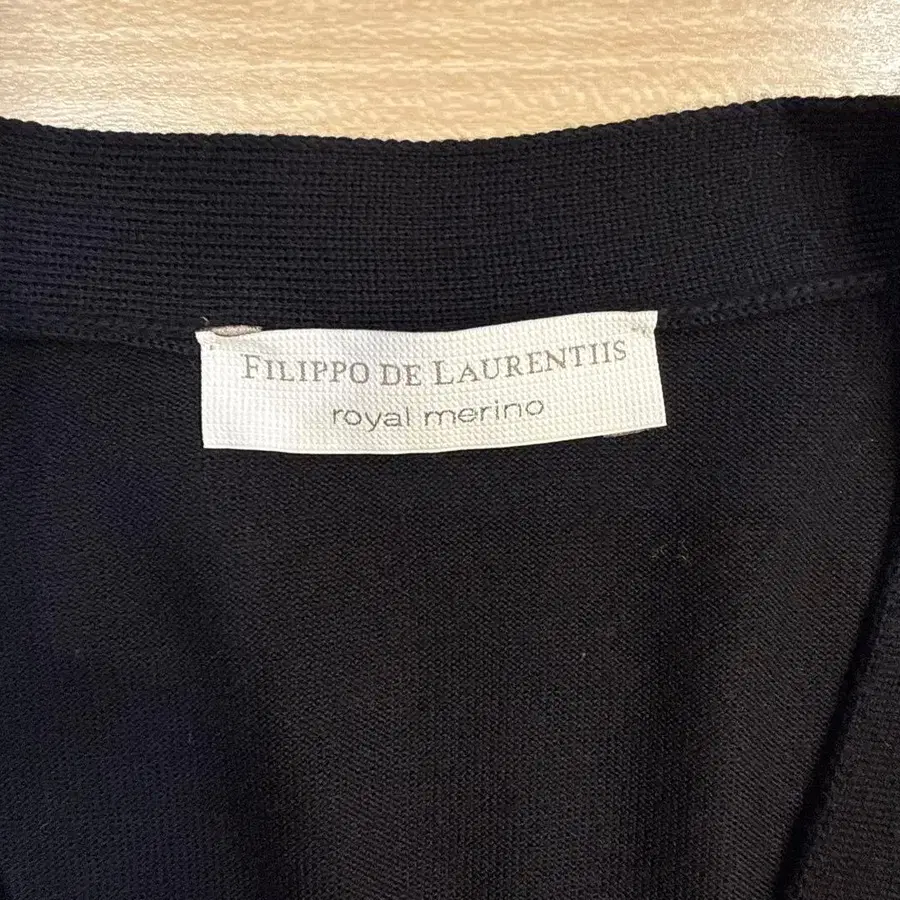 FILIPPO DE LAURENTIIS
royal merino